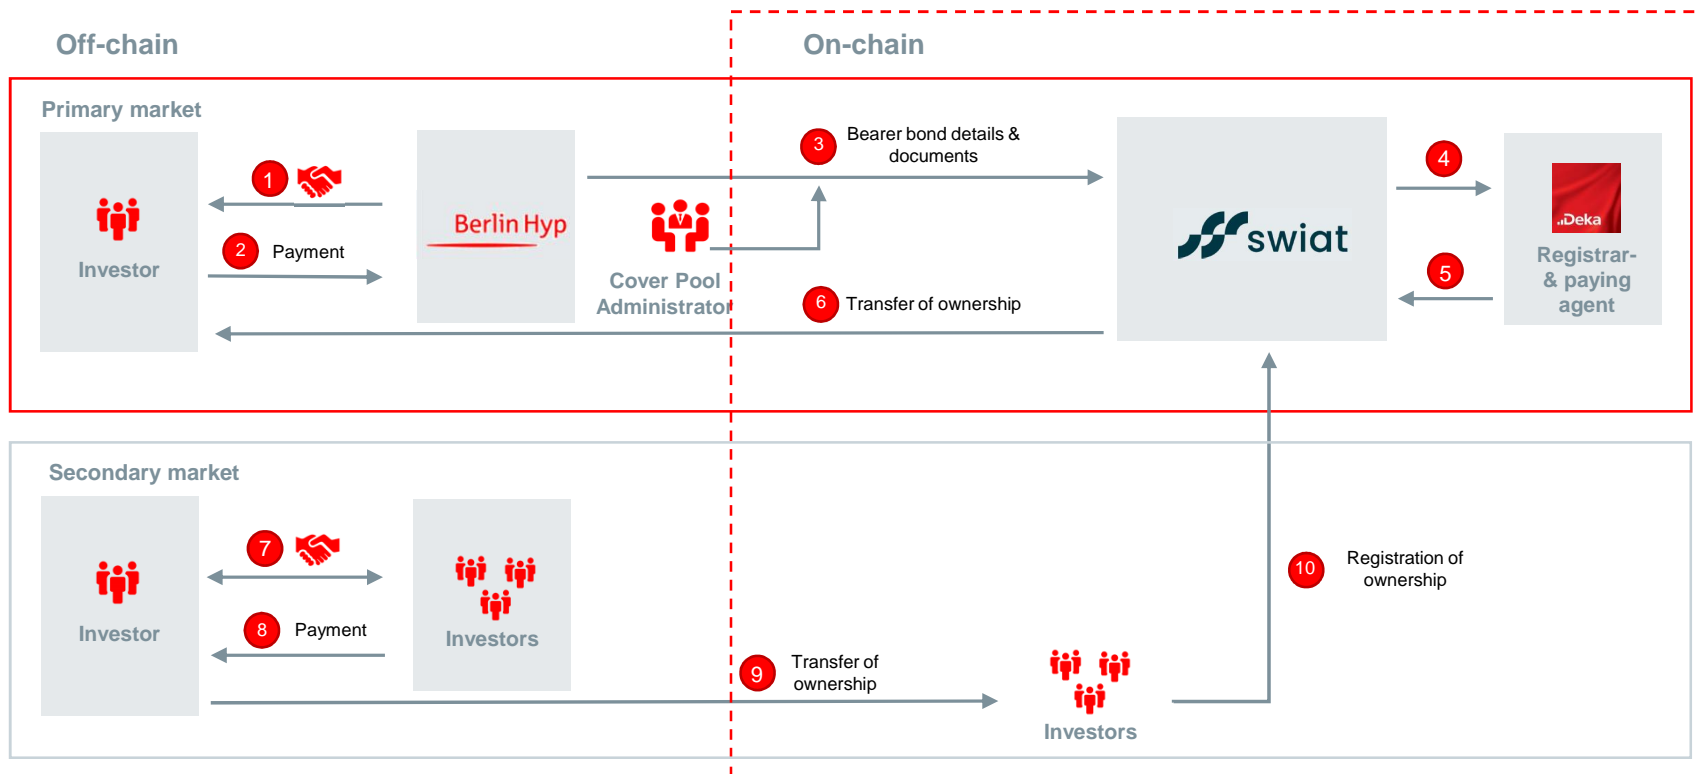 Off-chain
On-chain
Primary market
1
Investor
2
Payment
Berlin Hyp
Cover Pool
Administrator
3
Bearer bond details &
documents
swiat
4
Deka
Registrar-
& paying
agent
5
6
Transfer of ownership
Secondary market
7
Investor
8
Payment
Investors
9
Transfer of
ownership
Investors
10
Registration of
ownership